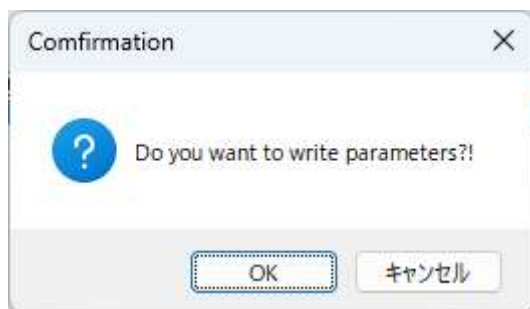 Comfirmation
Do you want to write parameters?!
OK
キャンセル